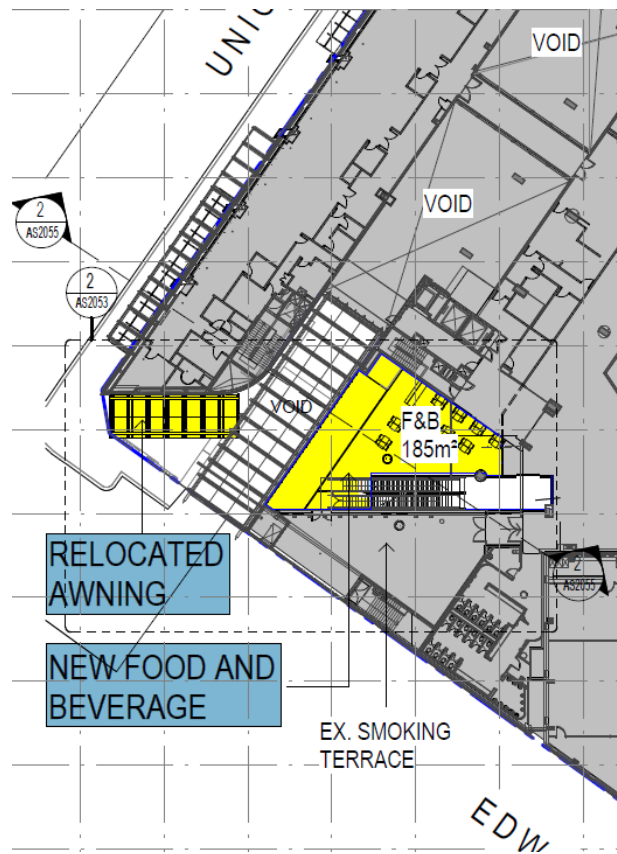 UNIO
VOID
VOID
2
AS2055
2
AS2053
VOID
F&B
185m²
RELOCATED
AWNING
2
AS2055
NEW FOOD AND
BEVERAGE
EX. SMOKING
TERRACE
EDW